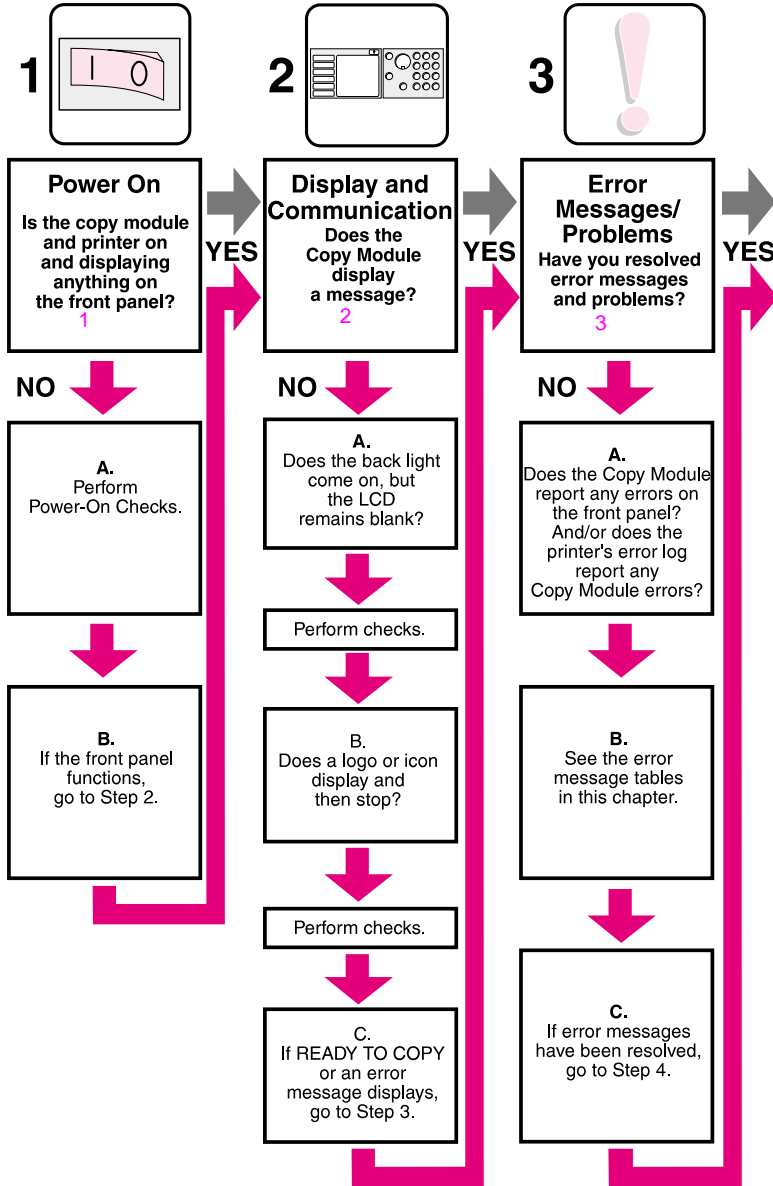 1
I O
2
3
Power On
Is the copy module
and printer on
and displaying
anything on
the front panel?
1
YES
NO
A.
Perform
Power-On Checks.
B.
If the front panel
functions,
go to Step 2.
Display and
Communication
Does the
Copy Module
display
a message?
2
YES
NO
A.
Does the back light
come on, but
the LCD
remains blank?
Perform checks.
B.
Does a logo or icon
display and
then stop?
Perform checks.
C.
If READY TO COPY
or an error
message displays,
go to Step 3.
Error
Messages/
Problems
Have you resolved
error messages
and problems?
3
YES
NO
A.
Does the Copy Module
report any errors on
the front panel?
And/or does the
printer's error log
report any
Copy Module errors?
B.
See the error
message tables
in this chapter.
C.
If error messages
have been resolved,
go to Step 4.